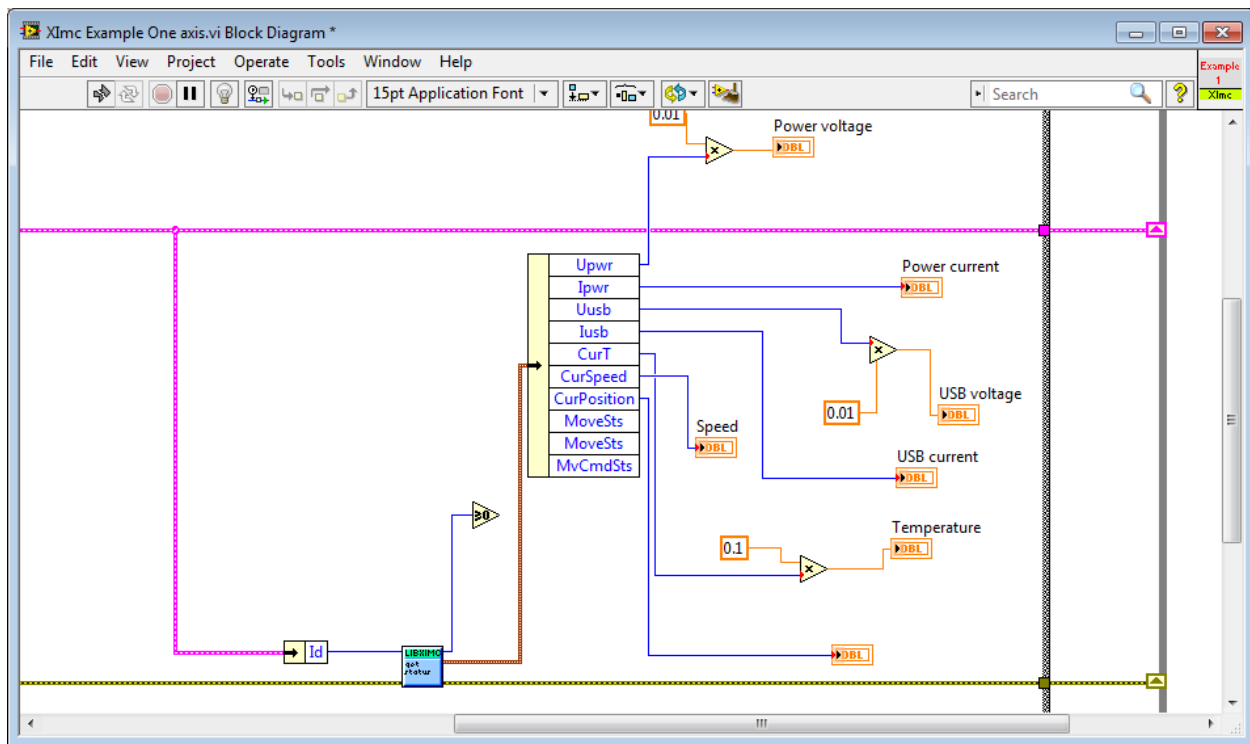 XImc Example One axis.vi Block Diagram *
File Edit View Project Operate Tools Window Help
Example
1
XImc
15pt Application Font
Search
0.01
Power voltage
DBL
x
Upwr
Ipwr
Uusb
Iusb
CurT
CurSpeed
CurPosition
MoveSts
MoveSts
MvCmdSts
Power current
DBL
x
0.01
USB voltage
DBL
Speed
DBL
USB current
DBL
≥0
Temperature
DBL
0.1
x
Id
LIBXIMC
get
status
DBL